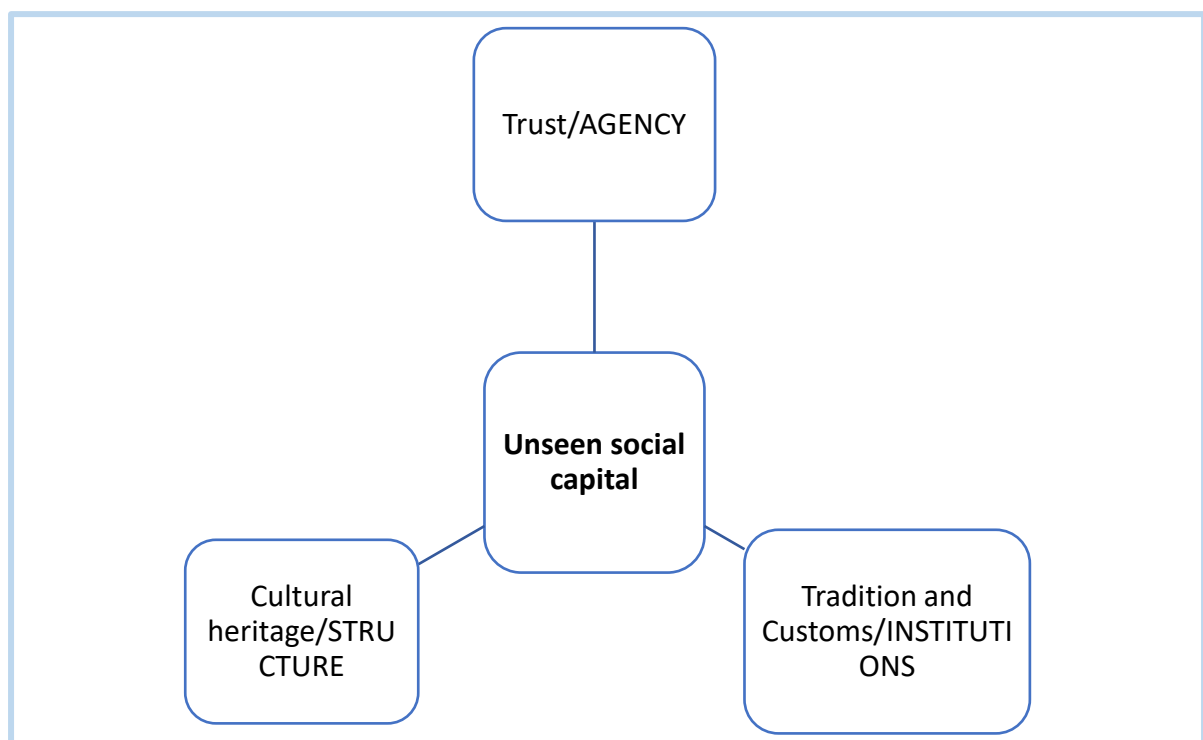 Trust/AGENCY
Unseen social
capital
Cultural
heritage/STRU
CTURE
Tradition and
Customs/INSTITUTI
ONS